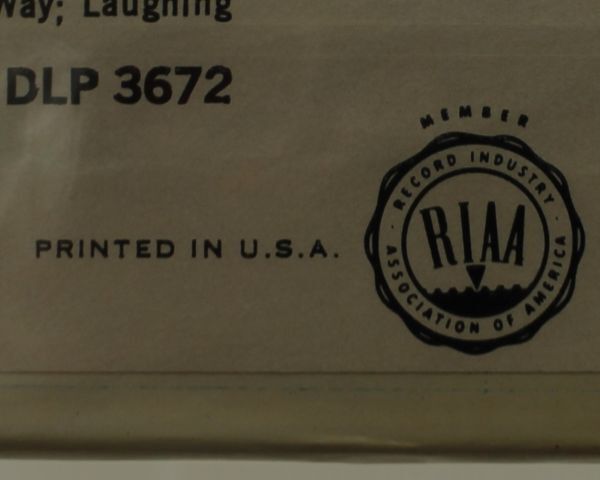 Way; Laughing
DLP 3672
MEMBER
RECORD INDUSTRY
RIAA
ASSOCIATION OF AMERICA
PRINTED IN U.S.A.